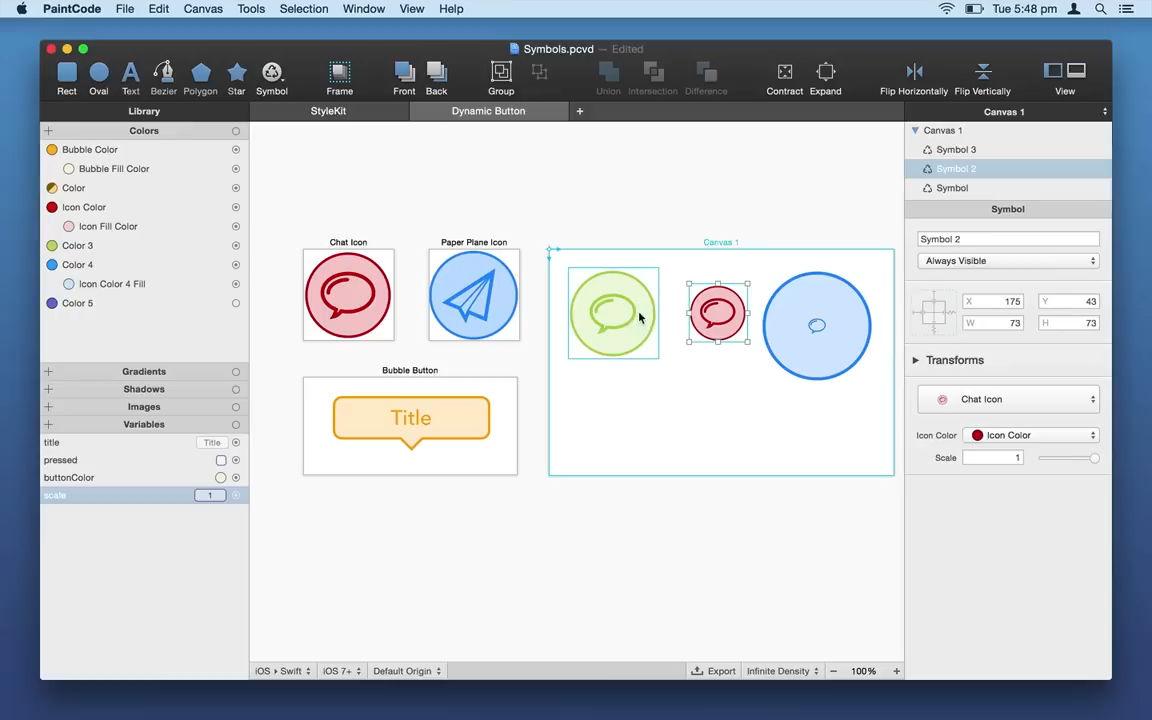 PaintCode File Edit Canvas Tools Selection Window View Help Tue 5:48 pm
Symbols.pcvd — Edited
Rect Oval Text Bezier Polygon Star Symbol Frame Front Back Group Union Intersection Difference Contract Expand Flip Horizontally Flip Vertically View
Library StyleKit Dynamic Button + Canvas 1
Colors
Bubble Color
Bubble Fill Color
Color
Icon Color
Icon Fill Color
Color 3
Color 4
Icon Color 4 Fill
Color 5
Gradients
Shadows
Images
Variables
title Title
pressed
buttonColor
scale 1
Chat Icon
Paper Plane Icon
Canvas 1
Bubble Button
Title
Canvas 1
Symbol 3
Symbol 2
Symbol
Symbol
Symbol 2
Always Visible
X 175 Y 43
W 73 H 73
Transforms
Chat Icon
Icon Color Icon Color
Scale 1
iOS ▸ Swift iOS 7+ Default Origin Export Infinite Density − 100% +